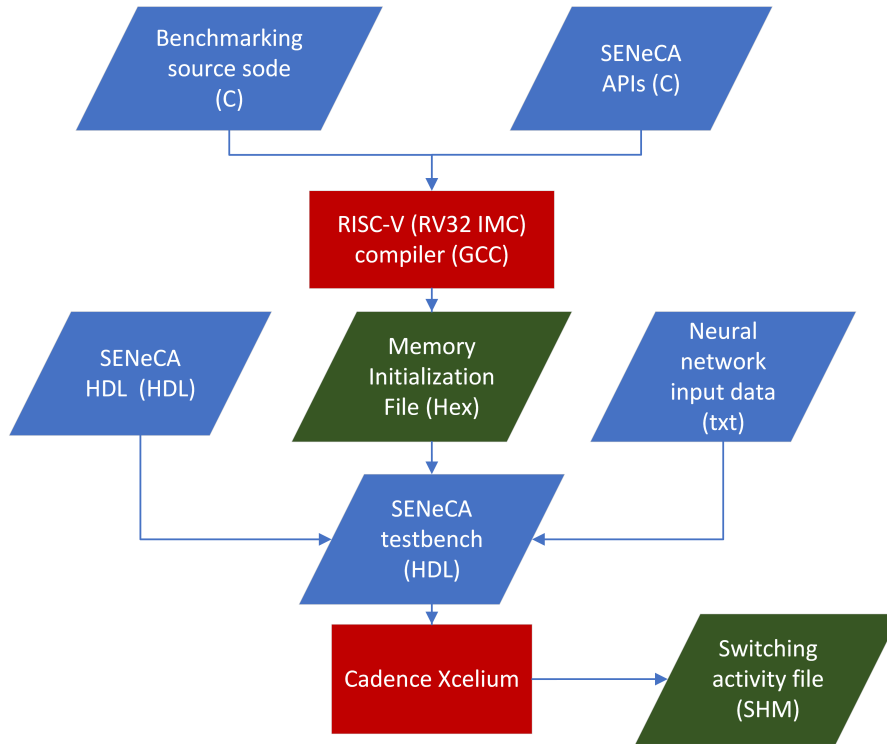 Benchmarking
source sode
(C)
SENeCA
APIs (C)
RISC-V (RV32 IMC)
compiler (GCC)
SENeCA
HDL (HDL)
Memory
Initialization
File (Hex)
Neural
network
input data
(txt)
SENeCA
testbench
(HDL)
Cadence Xcelium
Switching
activity file
(SHM)